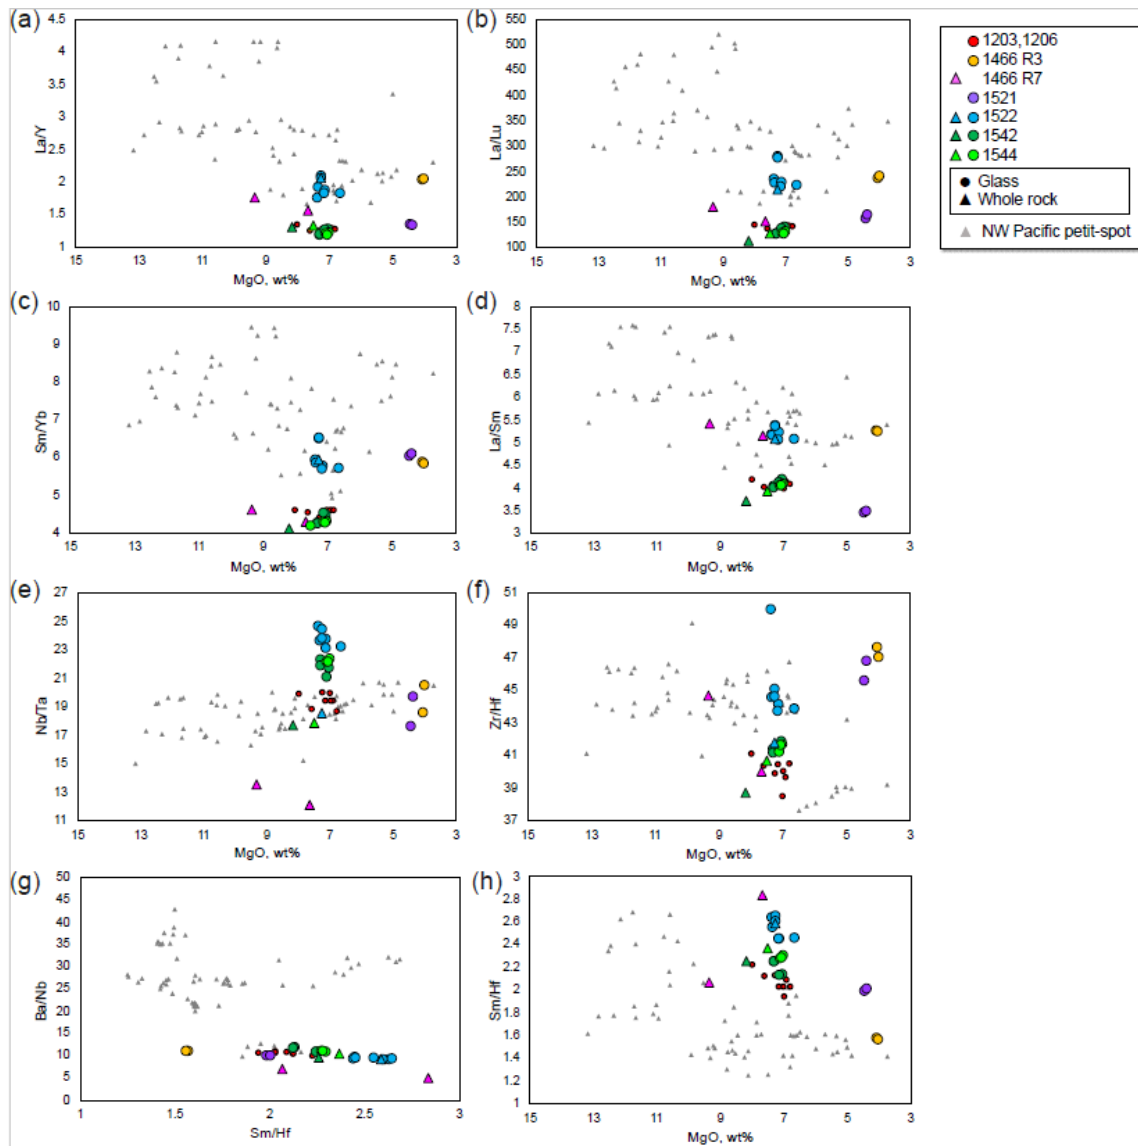 (a)
4.5
4
3.5
3
2.5
2
1.5
1
La/Y
15 13 11 9 7 5 3
MgO, wt%
(b)
550
500
450
400
350
300
250
200
150
100
La/Lu
15 13 11 9 7 5 3
MgO, wt%
1203,1206
1466 R3
1466 R7
1521
1522
1542
1544
Glass
Whole rock
NW Pacific petit-spot
(c)
10
9
8
7
6
5
4
Sm/Yb
15 13 11 9 7 5 3
MgO, wt%
(d)
8
7.5
7
6.5
6
5.5
5
4.5
4
3.5
3
La/Sm
15 13 11 9 7 5 3
MgO, wt%
(e)
27
25
23
21
19
17
15
13
11
Nb/Ta
15 13 11 9 7 5 3
MgO, wt%
(f)
51
49
47
45
43
41
39
37
Zr/Hf
15 13 11 9 7 5 3
MgO, wt%
(g)
50
45
40
35
30
25
20
15
10
5
0
Ba/Nb
1 1.5 2 2.5 3
Sm/Hf
(h)
3
2.8
2.6
2.4
2.2
2
1.8
1.6
1.4
1.2
1
Sm/Hf
15 13 11 9 7 5 3
MgO, wt%